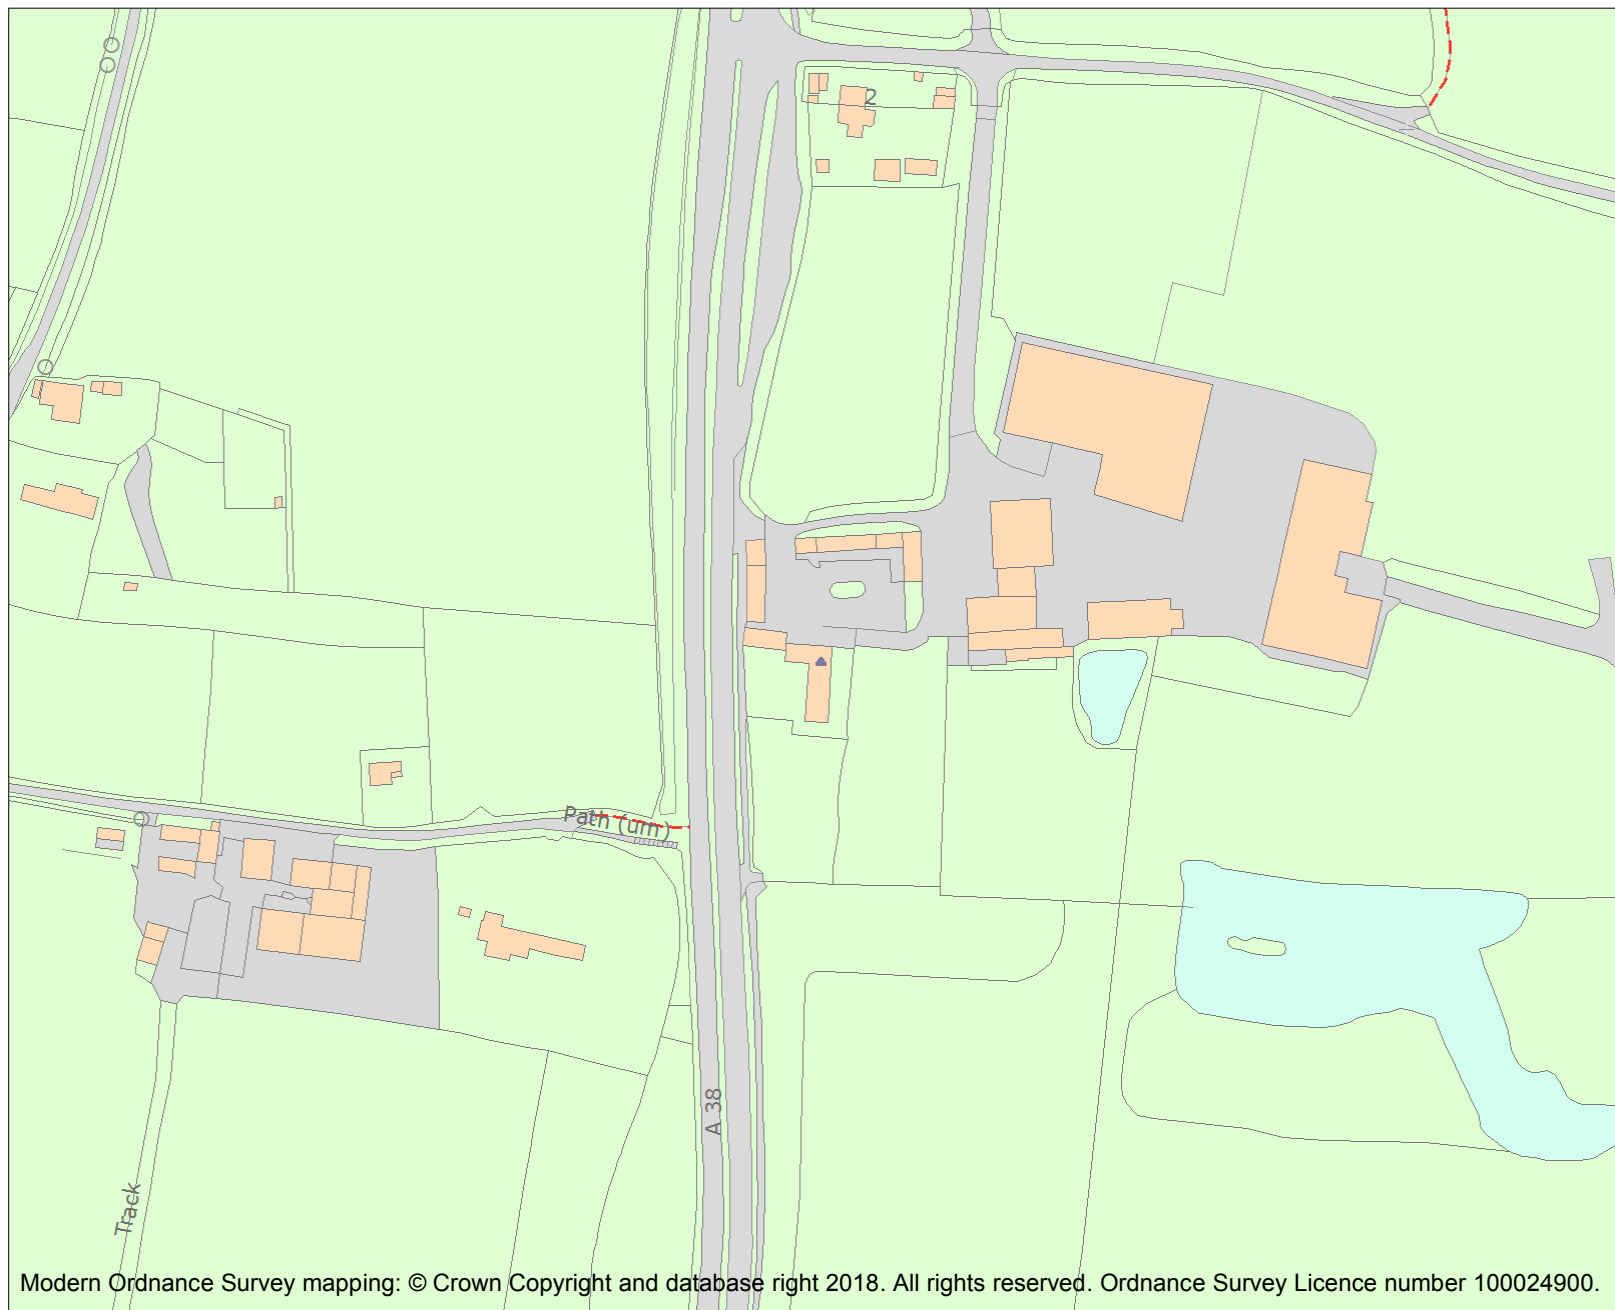 2
Path (um)
A 38
Track
Modern Ordnance Survey mapping: © Crown Copyright and database right 2018. All rights reserved. Ordnance Survey Licence number 100024900.